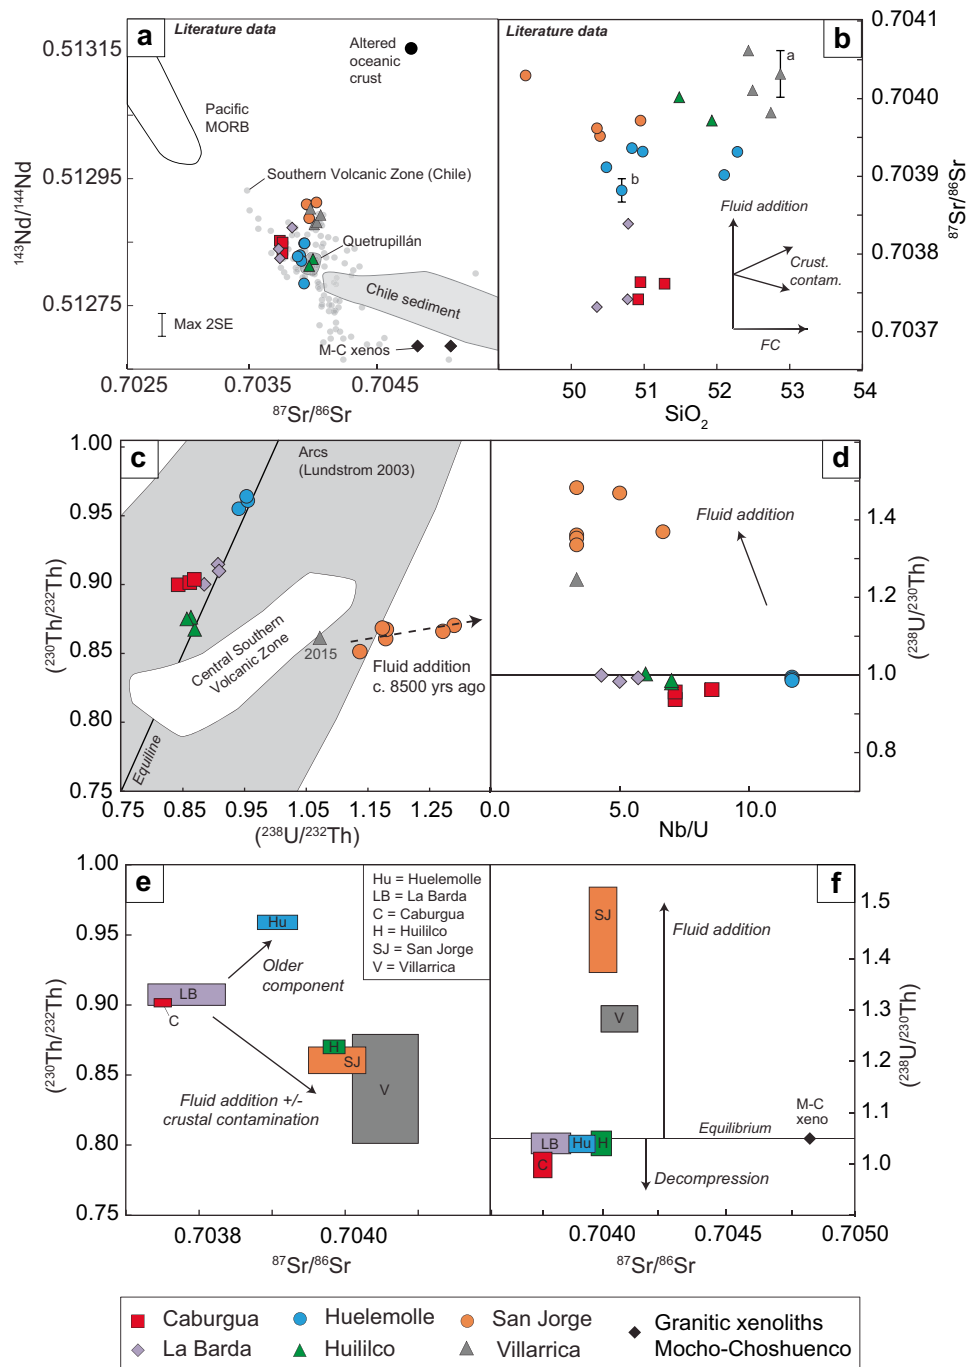 a
Literature data
0.51315
0.51295
0.51275
¹⁴³Nd/¹⁴⁴Nd
Altered
oceanic
crust
Pacific
MORB
Southern Volcanic Zone (Chile)
Quetrupillán
Chile sediment
Max 2SE
M-C xenos
0.7025
0.7035
0.7045
⁸⁷Sr/⁸⁶Sr
b
Literature data
a
b
Fluid addition
Crust.
contam.
FC
0.7041
0.7040
0.7039
0.7038
0.7037
⁸⁷Sr/⁸⁶Sr
50
51
52
53
54
SiO₂
c
1.00
0.95
0.90
0.85
0.80
0.75
(²³⁰Th/²³²Th)
Arcs
(Lundstrom 2003)
Central Southern
Volcanic Zone
2015
Fluid addition
c. 8500 yrs ago
Equiline
0.75
0.85
0.95
1.05
1.15
1.25
(²³⁸U/²³²Th)
d
Fluid addition
1.4
1.2
1.0
0.8
(²³⁸U/²³⁰Th)
0.0
5.0
10.0
Nb/U
e
1.00
0.95
0.90
0.85
0.80
0.75
(²³⁰Th/²³²Th)
Hu = Huelemolle
LB = La Barda
C = Caburgua
H = Huililco
SJ = San Jorge
V = Villarrica
Hu
Older
component
LB
C
H
SJ
V
Fluid addition +/-
crustal contamination
0.7038
0.7040
⁸⁷Sr/⁸⁶Sr
f
SJ
Fluid addition
V
M-C
xeno
Equilibrium
LB
Hu
H
C
Decompression
1.5
1.4
1.3
1.2
1.1
1.0
(²³⁸U/²³⁰Th)
0.7040
0.7045
0.7050
⁸⁷Sr/⁸⁶Sr
Caburgua
Huelemolle
San Jorge
Granitic xenoliths
Mocho-Choshuenco
La Barda
Huililco
Villarrica